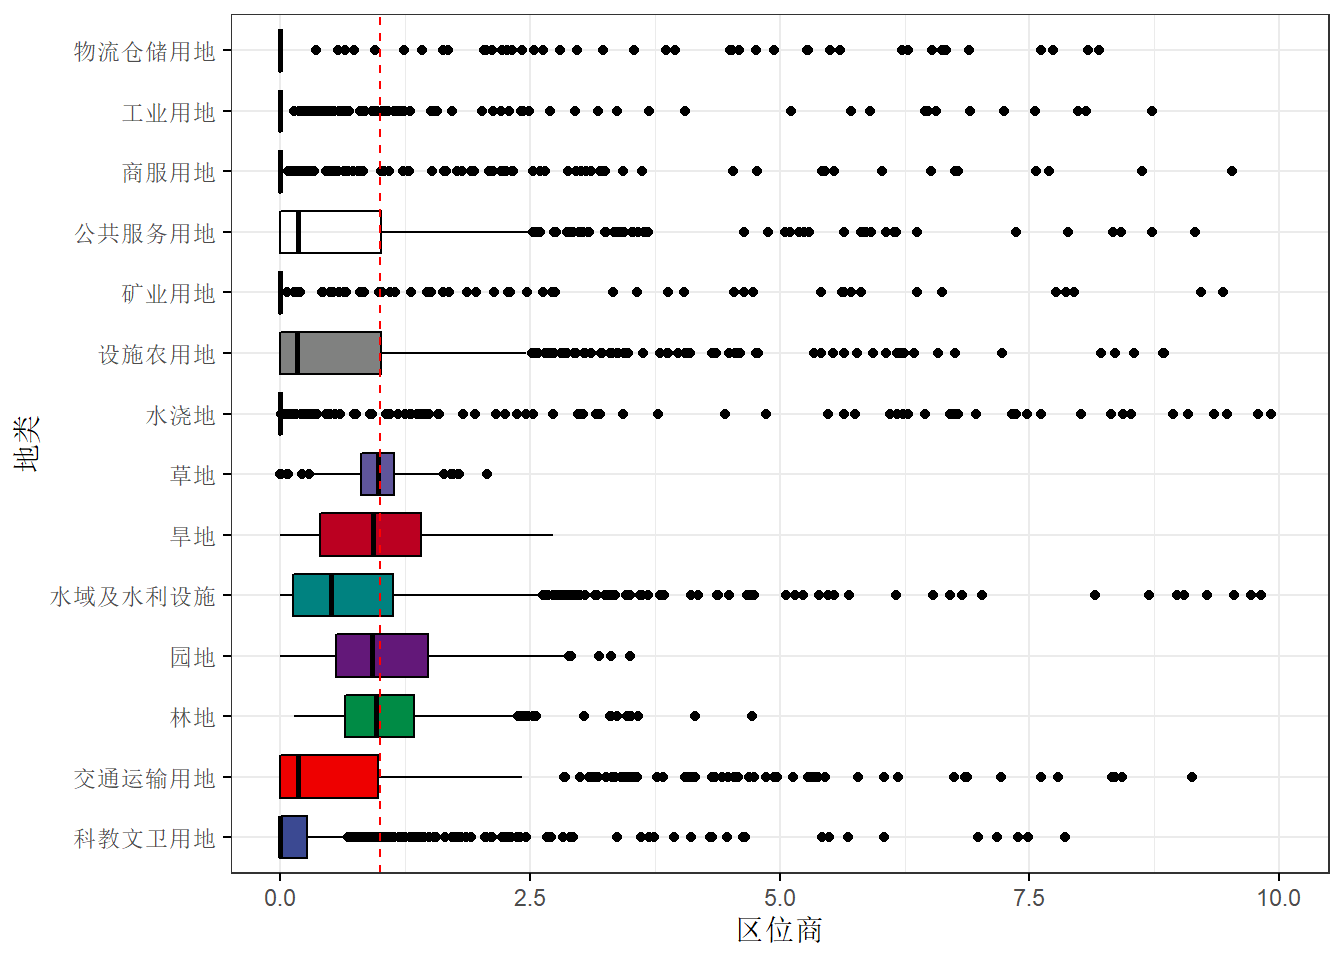 物流仓储用地
工业用地
商服用地
公共服务用地
矿业用地
设施农用地
水浇地
草地
旱地
水域及水利设施
园地
林地
交通运输用地
科教文卫用地
地类
0.0 2.5 5.0 7.5 10.0
区位商